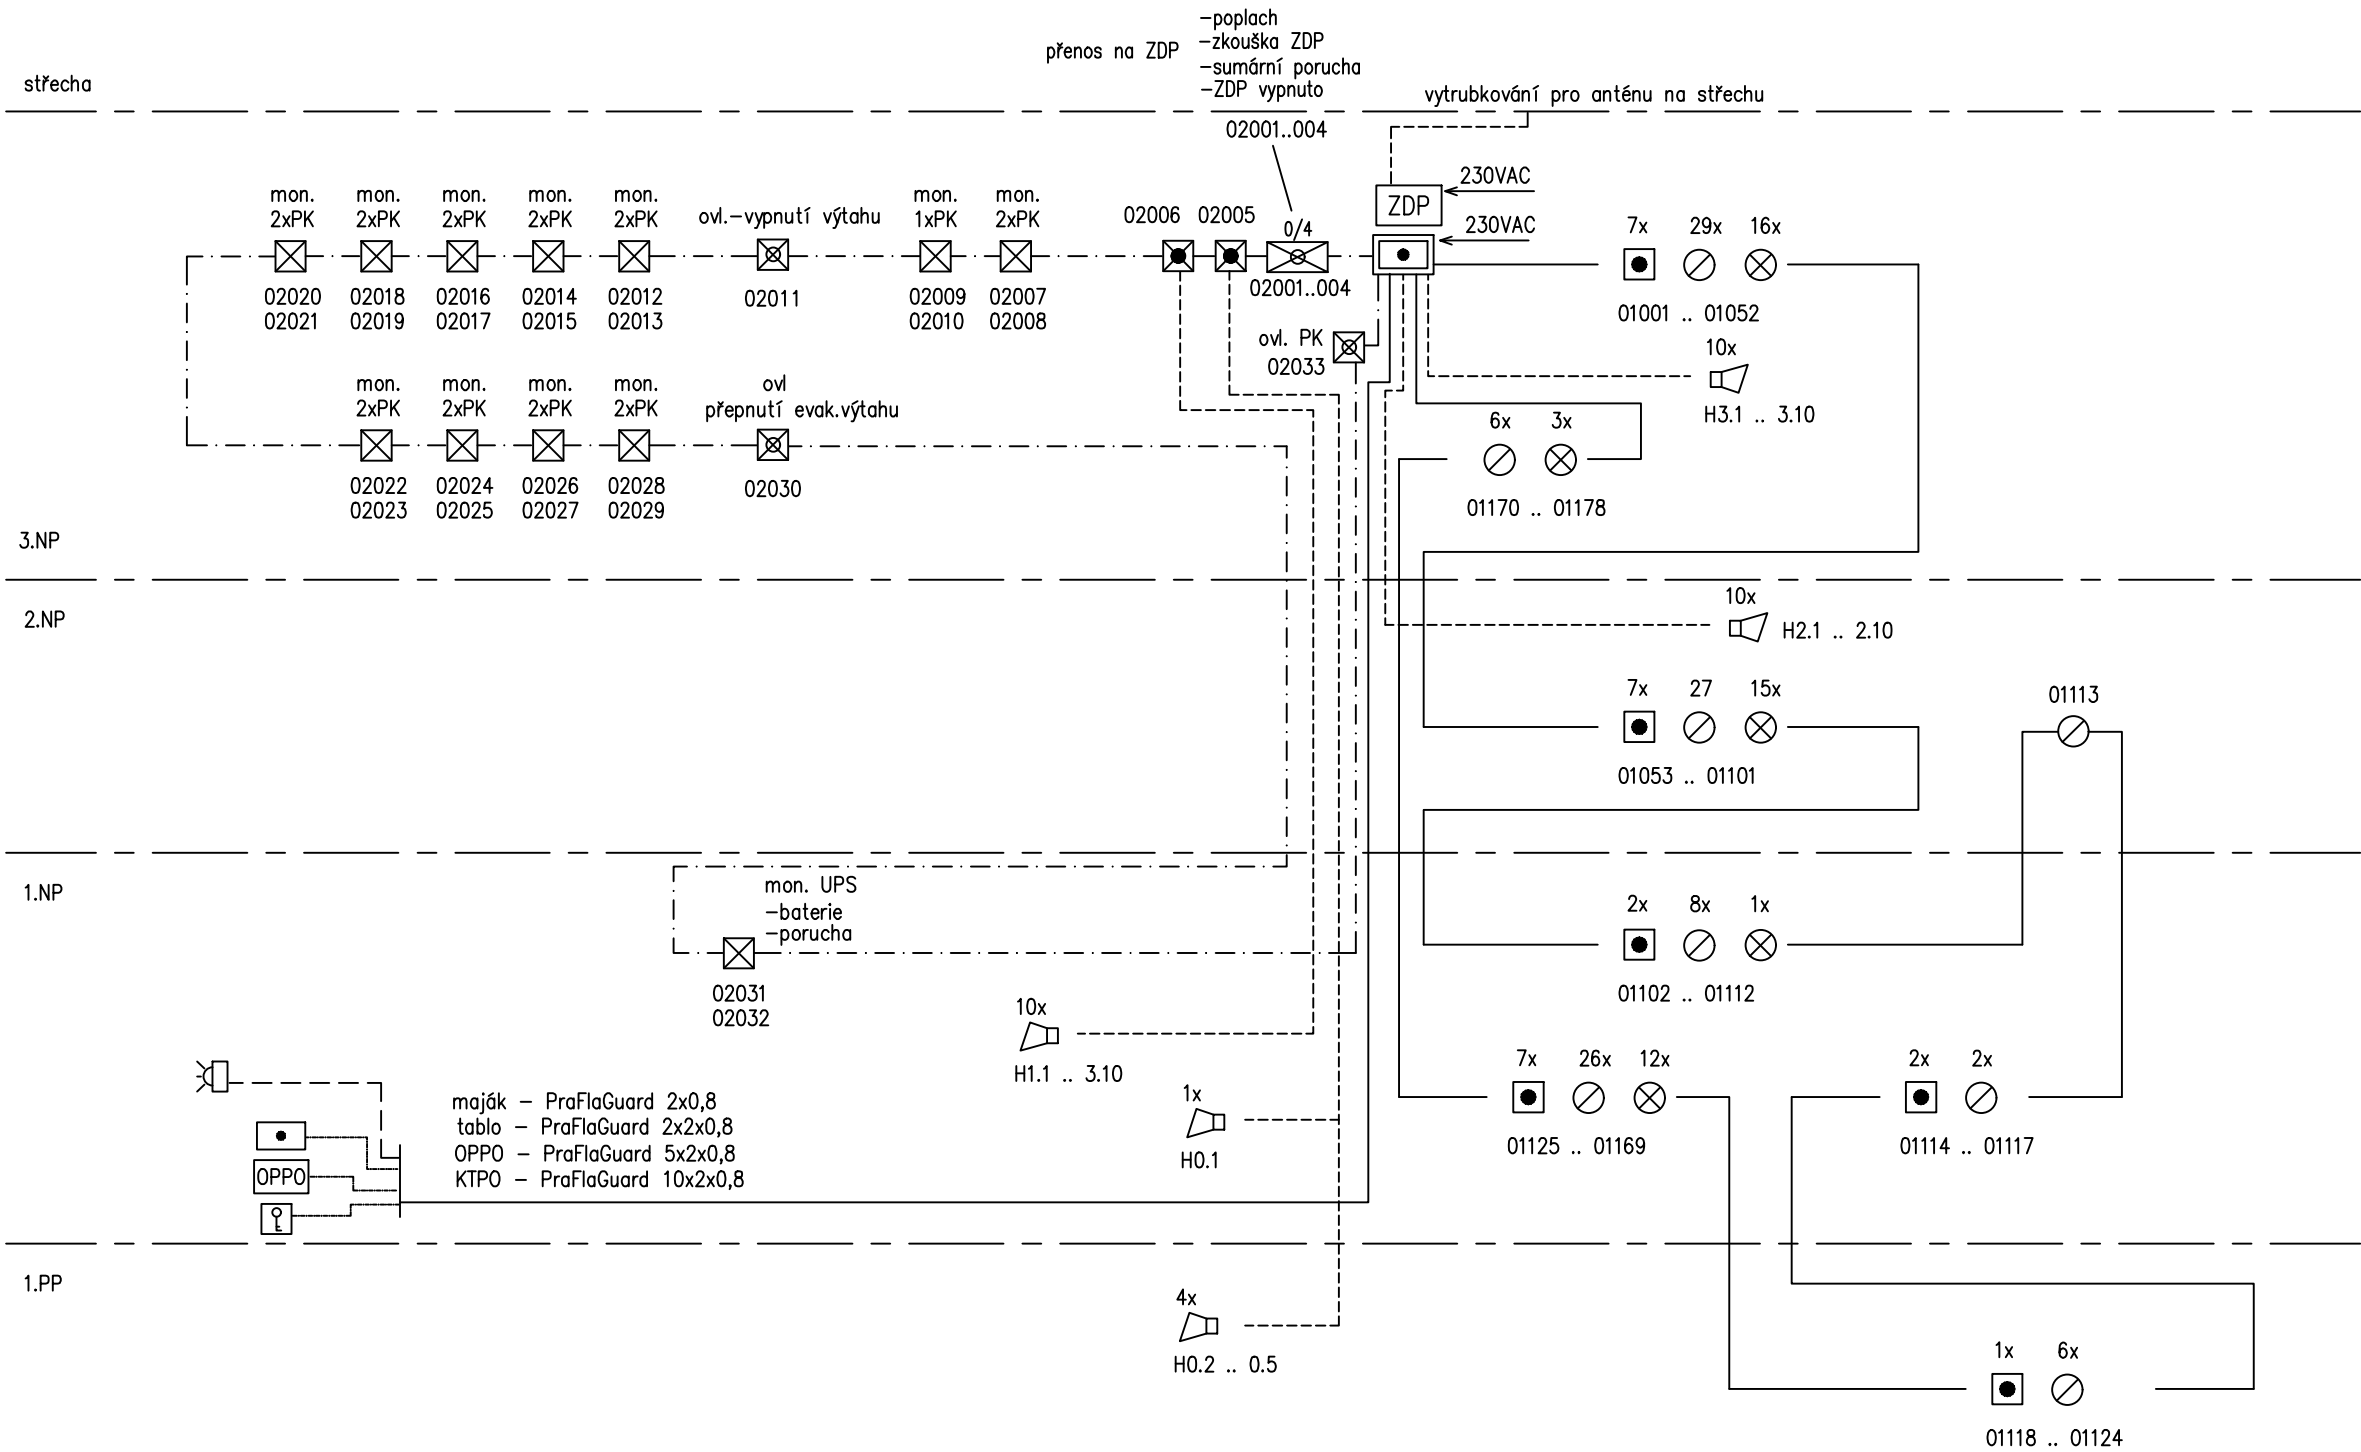 přenos na ZDP
-poplach
-zkouška ZDP
-sumární porucha
-ZDP vypnuto
střecha
vytrubkování pro anténu na střechu
02001..004
mon.
2xPK
mon.
2xPK
mon.
2xPK
mon.
2xPK
mon.
2xPK
ovl.-vypnutí výtahu
mon.
1xPK
mon.
2xPK
02006
02005
0/4
ZDP
230VAC
230VAC
7x
29x
16x
02020
02021
02018
02019
02016
02017
02014
02015
02012
02013
02011
02009
02010
02007
02008
02001..004
01001 .. 01052
ovl. PK
02033
10x
H3.1 .. 3.10
mon.
2xPK
mon.
2xPK
mon.
2xPK
mon.
2xPK
ovl
přepnutí evak.výtahu
6x
3x
02022
02023
02024
02025
02026
02027
02028
02029
02030
01170 .. 01178
3.NP
2.NP
10x
H2.1 .. 2.10
7x
27
15x
01113
01053 .. 01101
1.NP
mon. UPS
-baterie
-porucha
2x
8x
1x
02031
02032
01102 .. 01112
10x
H1.1 .. 3.10
7x
26x
12x
2x
2x
1x
H0.1
maják - PraFlaGuard 2x0,8
tablo - PraFlaGuard 2x2x0,8
OPPO - PraFlaGuard 5x2x0,8
KTPO - PraFlaGuard 10x2x0,8
OPPO
01125 .. 01169
01114 .. 01117
1.PP
4x
H0.2 .. 0.5
1x
6x
01118 .. 01124